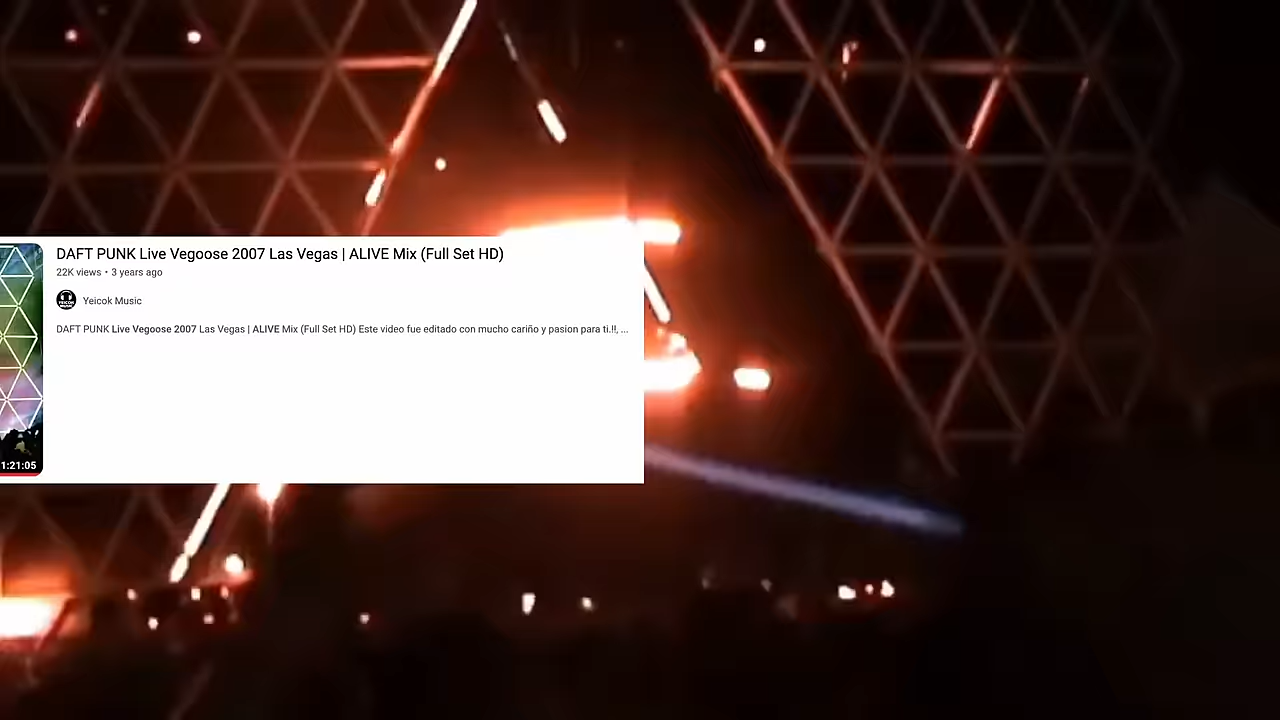 DAFT PUNK Live Vegoose 2007 Las Vegas | ALIVE Mix (Full Set HD)
22K views • 3 years ago
YEICOK MUSIC
Yeicok Music
DAFT PUNK Live Vegoose 2007 Las Vegas | ALIVE Mix (Full Set HD) Este video fue editado con mucho cariño y pasion para ti.!!, ...
1:21:05